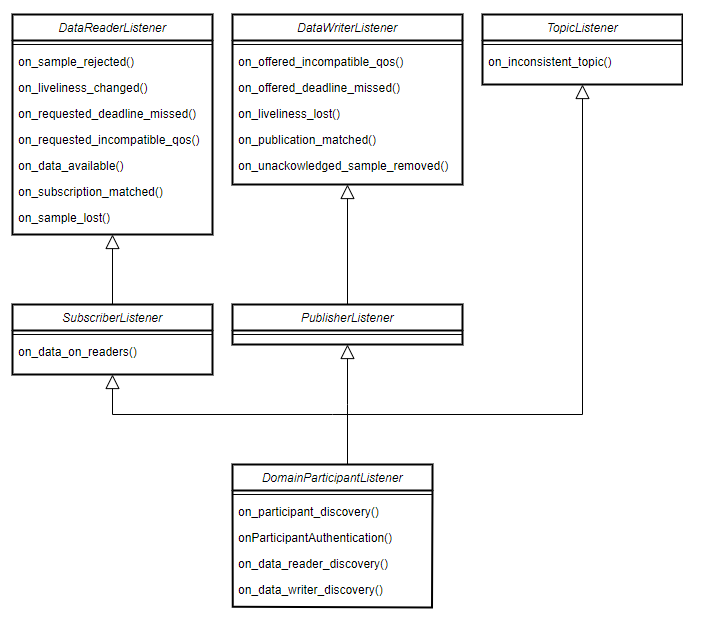 DataReaderListener
on_sample_rejected()
on_liveliness_changed()
on_requested_deadline_missed()
on_requested_incompatible_qos()
on_data_available()
on_subscription_matched()
on_sample_lost()
DataWriterListener
on_offered_incompatible_qos()
on_offered_deadline_missed()
on_liveliness_lost()
on_publication_matched()
on_unackowledged_sample_removed()
TopicListener
on_inconsistent_topic()
SubscriberListener
on_data_on_readers()
PublisherListener
DomainParticipantListener
on_participant_discovery()
onParticipantAuthentication()
on_data_reader_discovery()
on_data_writer_discovery()